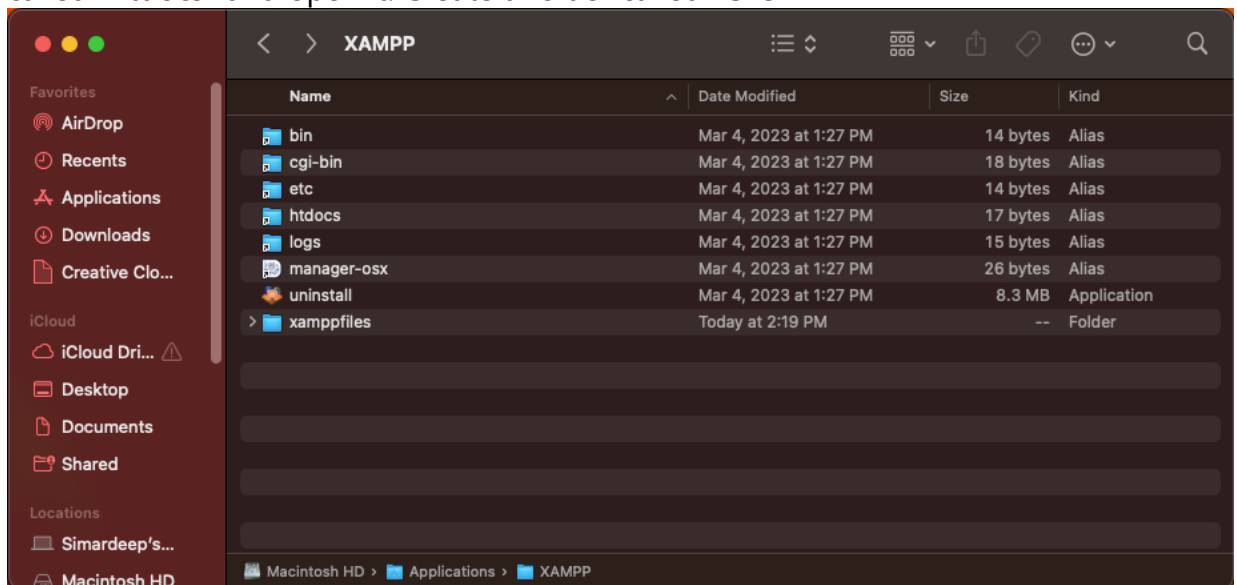 XAMPP
Favorites
AirDrop
Recents
Applications
Downloads
Creative Clo...
iCloud
iCloud Dri...
Desktop
Documents
Shared
Locations
Simardeep's...
Macintosh HD
Name Date Modified Size Kind
bin Mar 4, 2023 at 1:27 PM 14 bytes Alias
cgi-bin Mar 4, 2023 at 1:27 PM 18 bytes Alias
etc Mar 4, 2023 at 1:27 PM 14 bytes Alias
htdocs Mar 4, 2023 at 1:27 PM 17 bytes Alias
logs Mar 4, 2023 at 1:27 PM 15 bytes Alias
manager-osx Mar 4, 2023 at 1:27 PM 26 bytes Alias
uninstall Mar 4, 2023 at 1:27 PM 8.3 MB Application
xamppfiles Today at 2:19 PM -- Folder
Macintosh HD › Applications › XAMPP